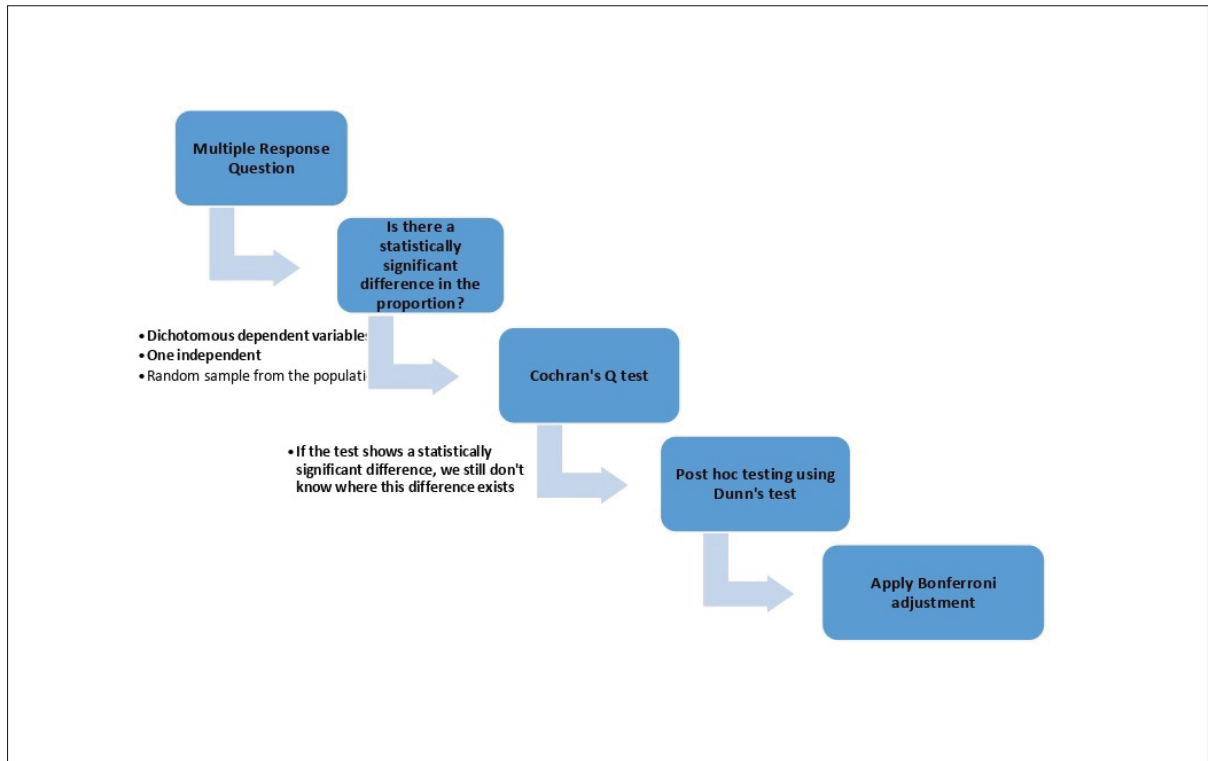 Multiple Response
Question
Is there a
statistically
significant
difference in the
proportion?
• Dichotomous dependent variables
• One independent
• Random sample from the populati
Cochran's Q test
• If the test shows a statistically
significant difference, we still don't
know where this difference exists
Post hoc testing using
Dunn's test
Apply Bonferroni
adjustment